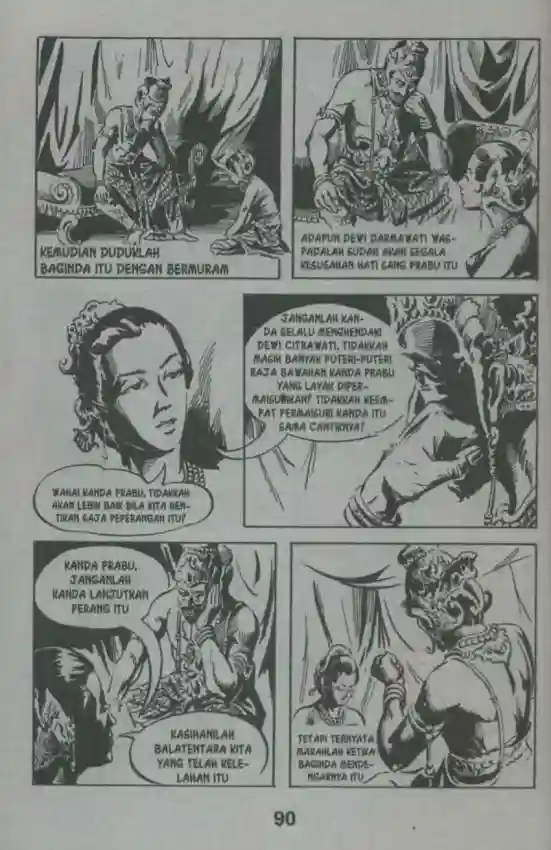 KEMUDIAN DUDUKLAH
BAGINDA ITU DENGAN BERMURAM
ADAPUN DEWI DARMAWATI WAS-
PADALAH SUDAH AKAN SEGALA
KESUSAHAN HATI SANG PRABU ITU
WAHAI KANDA PRABU, TIDAKKAH
AKAN LEBIH BAIK BILA KITA HEN-
TIKAN SAJA PEPERANGAN ITU?
JANGANLAH KAN-
DA SELALU MENGHENDAKI
DEWI CITRAWATI. TIDAKKAH
MASIH BANYAK PUTERI-PUTERI
RAJA BAWAHAN KANDA PRABU
YANG LAYAK DIPER-
MAISURIKAN? TIDAKKAH KEEM-
PAT PERMAISURI KANDA ITU
SAMA CANTIKNYA?
KANDA PRABU,
JANGANLAH
KANDA LANJUTKAN
PERANG ITU
KASIHANILAH
BALATENTARA KITA
YANG TELAH KELE-
LAHAN ITU
TETAPI TERNYATA
MARAHLAH KETIKA
BAGINDA MENDE-
NGARNYA ITU
90